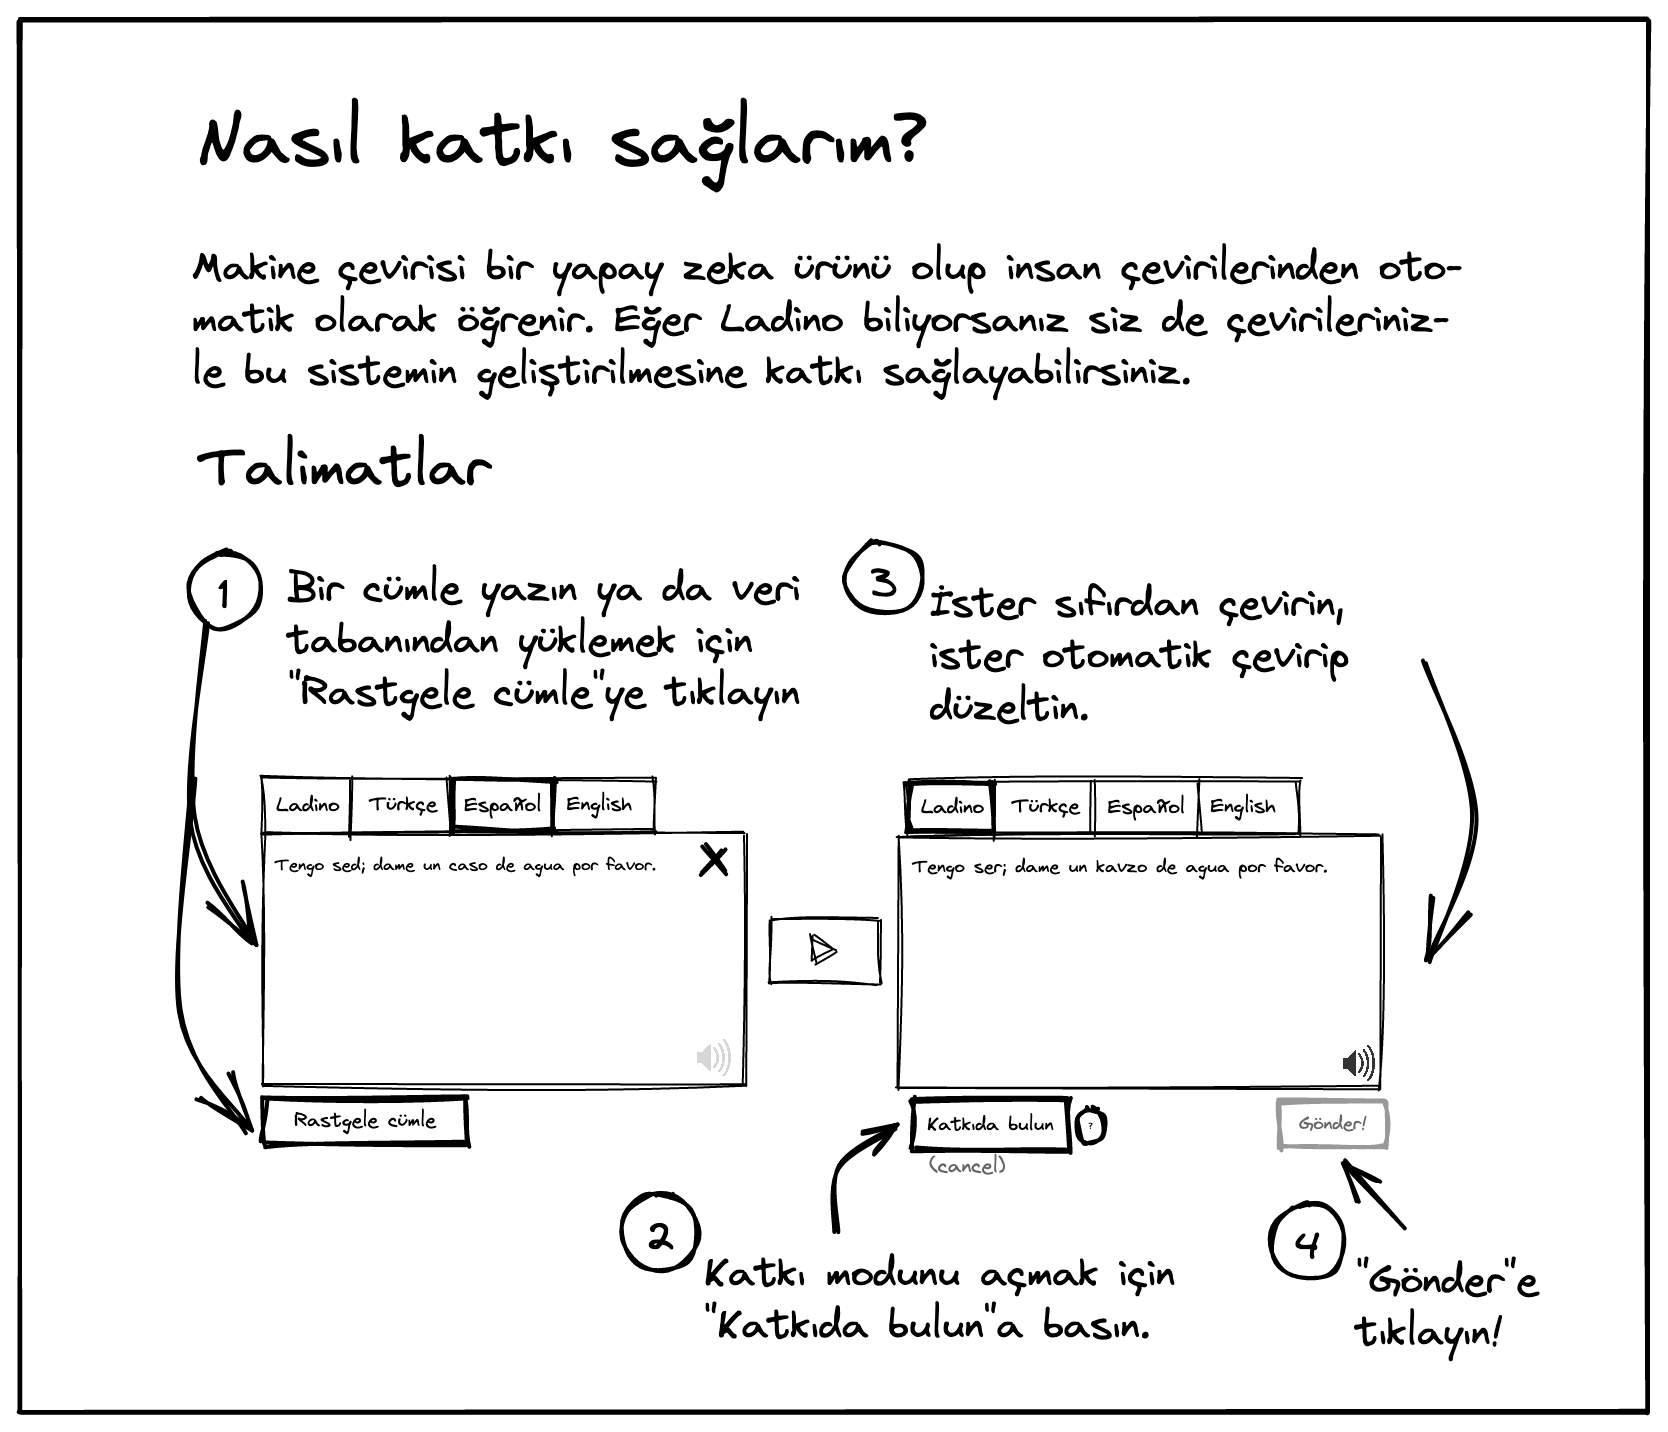 Nasıl katkı sağlarım?
Makine çevirisi bir yapay zeka ürünü olup insan çevirilerinden oto-
matik olarak öğrenir. Eğer Ladino biliyorsanız siz de çevirileriniz-
le bu sistemin geliştirilmesine katkı sağlayabilirsiniz.
Talimatlar
1
Bir cümle yazın ya da veri
tabanından yüklemek için
"Rastgele cümle"ye tıklayın
3
İster sıfırdan çevirin,
ister otomatik çevirip
düzeltin.
Ladino Türkçe Español English
Tengo sed; dame un caso de agua por favor. X
Rastgele cümle
Ladino Türkçe Español English
Tengo ser; dame un kavzo de agua por favor.
Katkıda bulun ?
(cancel)
Gönder!
2
Katkı modunu açmak için
"Katkıda bulun"a basın.
4
"Gönder"e
tıklayın!